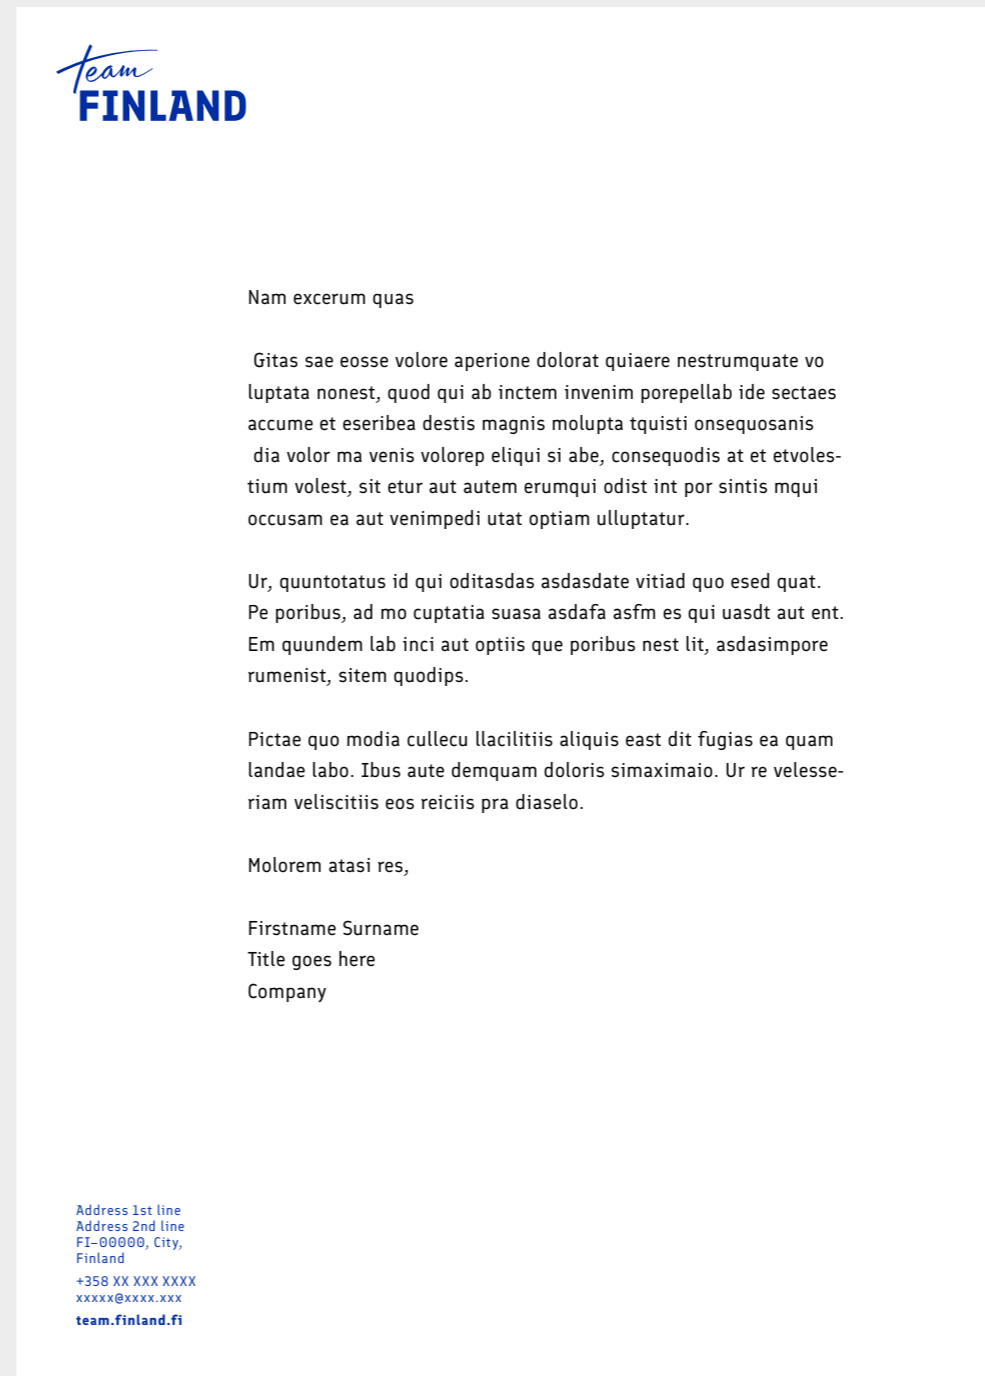 team
FINLAND
Nam excerum quas
Gitas sae eosse volore aperione dolorat quiaere nestrumquate vo
luptata nonest, quod qui ab inctem invenim porepellab ide sectaes
accume et eseribea destis magnis molupta tquisti onsequosanis
dia volor ma venis volorep eliqui si abe, consequodis at et etvoles-
tium volest, sit etur aut autem erumqui odist int por sintis mqui
occusam ea aut venimpedi utat optiam ulluptatur.
Ur, quuntotatus id qui oditasdas asdasdate vitiad quo esed quat.
Pe poribus, ad mo cuptatia suasa asdafa asfm es qui uasdt aut ent.
Em quundem lab inci aut optiis que poribus nest lit, asdasimpore
rumenist, sitem quodips.
Pictae quo modia cullecu llacilitiis aliquis east dit fugias ea quam
landae labo. Ibus aute demquam doloris simaximaio. Ur re velesse-
riam veliscitiis eos reiciis pra diaselo.
Molorem atasi res,
Firstname Surname
Title goes here
Company
Address 1st line
Address 2nd line
FI–00000, City,
Finland
+358 XX XXX XXXX
xxxxx@xxxx.xxx
team.finland.fi